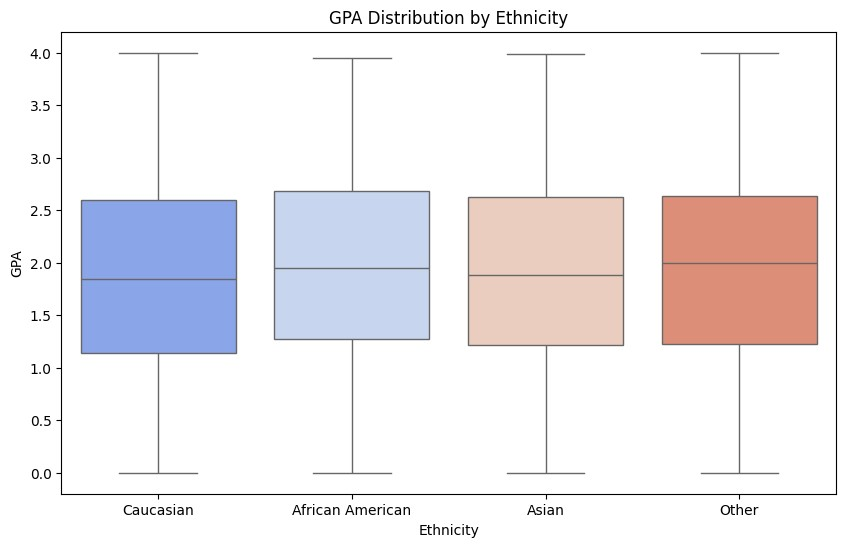 GPA Distribution by Ethnicity
4.0
3.5
3.0
2.5
2.0
1.5
1.0
0.5
0.0
GPA
Caucasian
African American
Asian
Other
Ethnicity